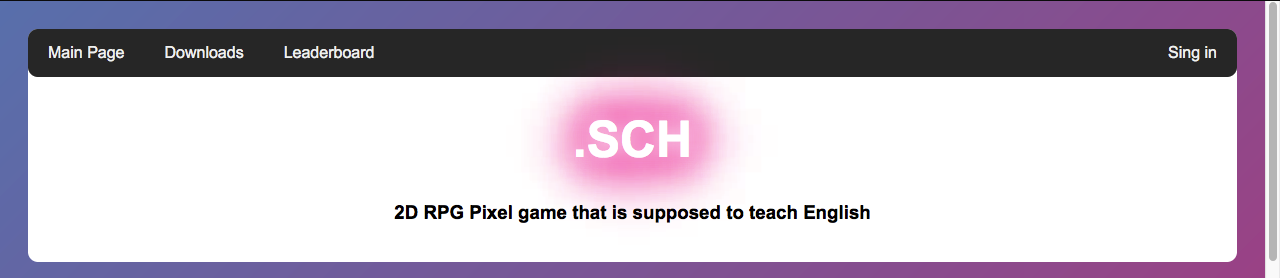 Main Page Downloads Leaderboard Sing in
.SCH
2D RPG Pixel game that is supposed to teach English